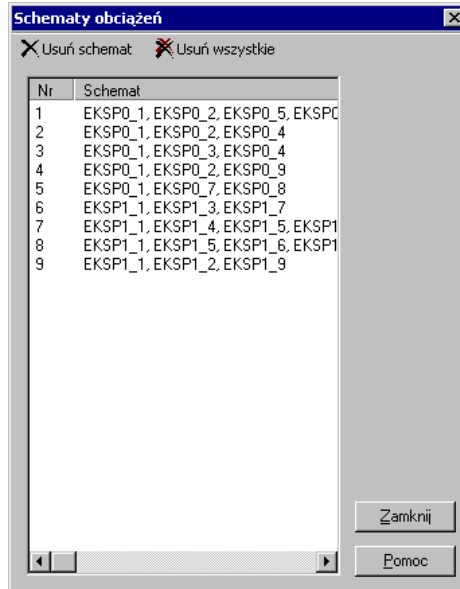 Schematy obciążeń
Usuń schemat Usuń wszystkie
Nr Schemat
1 EKSP0_1, EKSP0_2, EKSP0_5, EKSP0
2 EKSP0_1, EKSP0_2, EKSP0_4
3 EKSP0_1, EKSP0_3, EKSP0_4
4 EKSP0_1, EKSP0_2, EKSP0_9
5 EKSP0_1, EKSP0_7, EKSP0_8
6 EKSP1_1, EKSP1_3, EKSP1_7
7 EKSP1_1, EKSP1_4, EKSP1_5, EKSP1
8 EKSP1_1, EKSP1_5, EKSP1_6, EKSP1
9 EKSP1_1, EKSP1_2, EKSP1_9
Zamknij
Pomoc